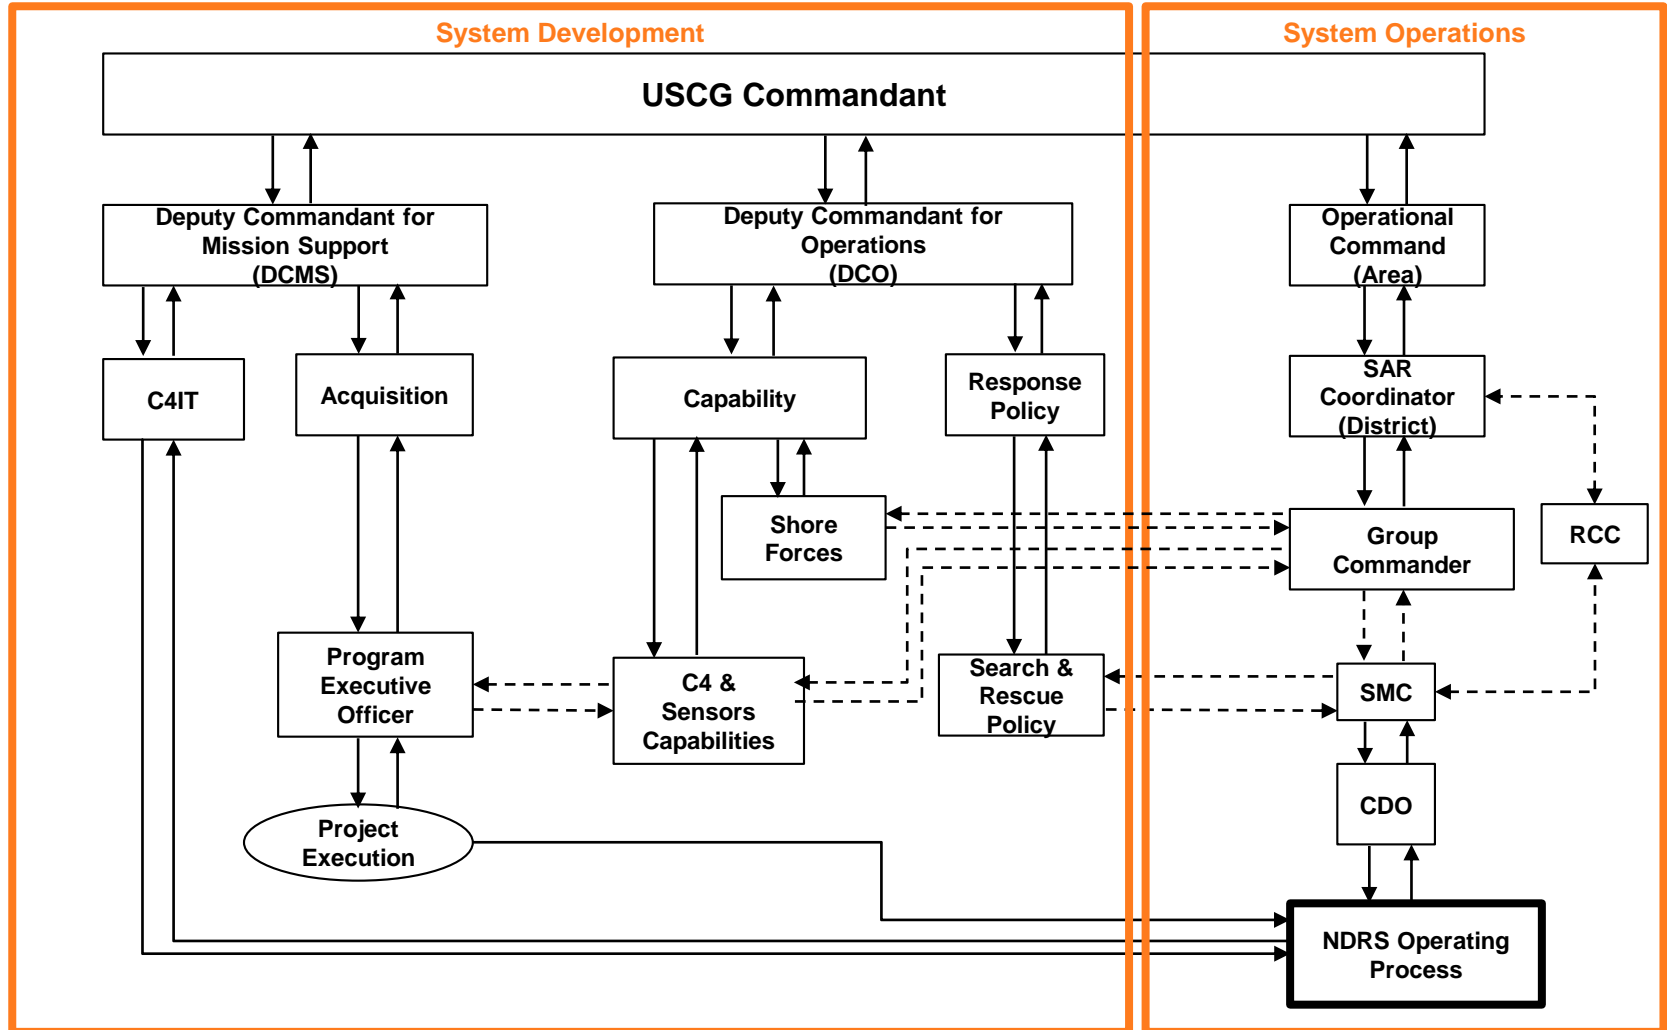 System Development
System Operations
USCG Commandant
Deputy Commandant for
Mission Support
(DCMS)
Deputy Commandant for
Operations
(DCO)
Operational
Command
(Area)
C4IT
Acquisition
Capability
Response
Policy
SAR
Coordinator
(District)
Shore
Forces
Group
Commander
RCC
Program
Executive
Officer
C4 &
Sensors
Capabilities
Search &
Rescue
Policy
SMC
CDO
Project
Execution
NDRS Operating
Process